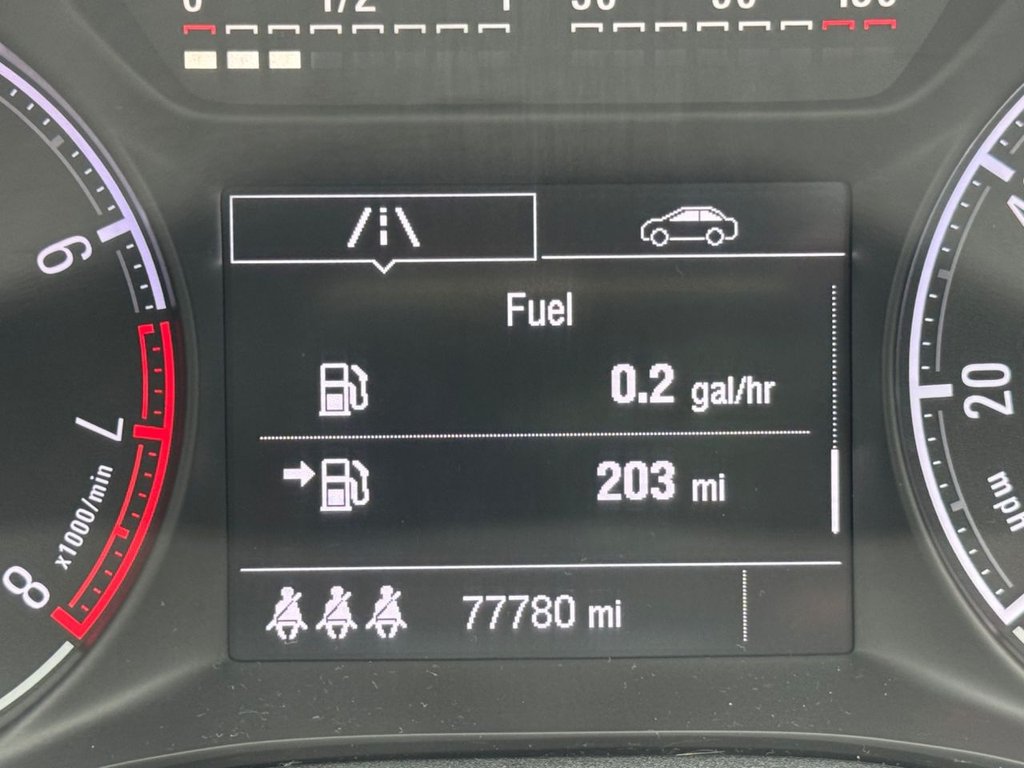 0 1/2 1
Fuel
0.2 gal/hr
203 mi
77780 mi
6
7
8
x1000/min
20
mph